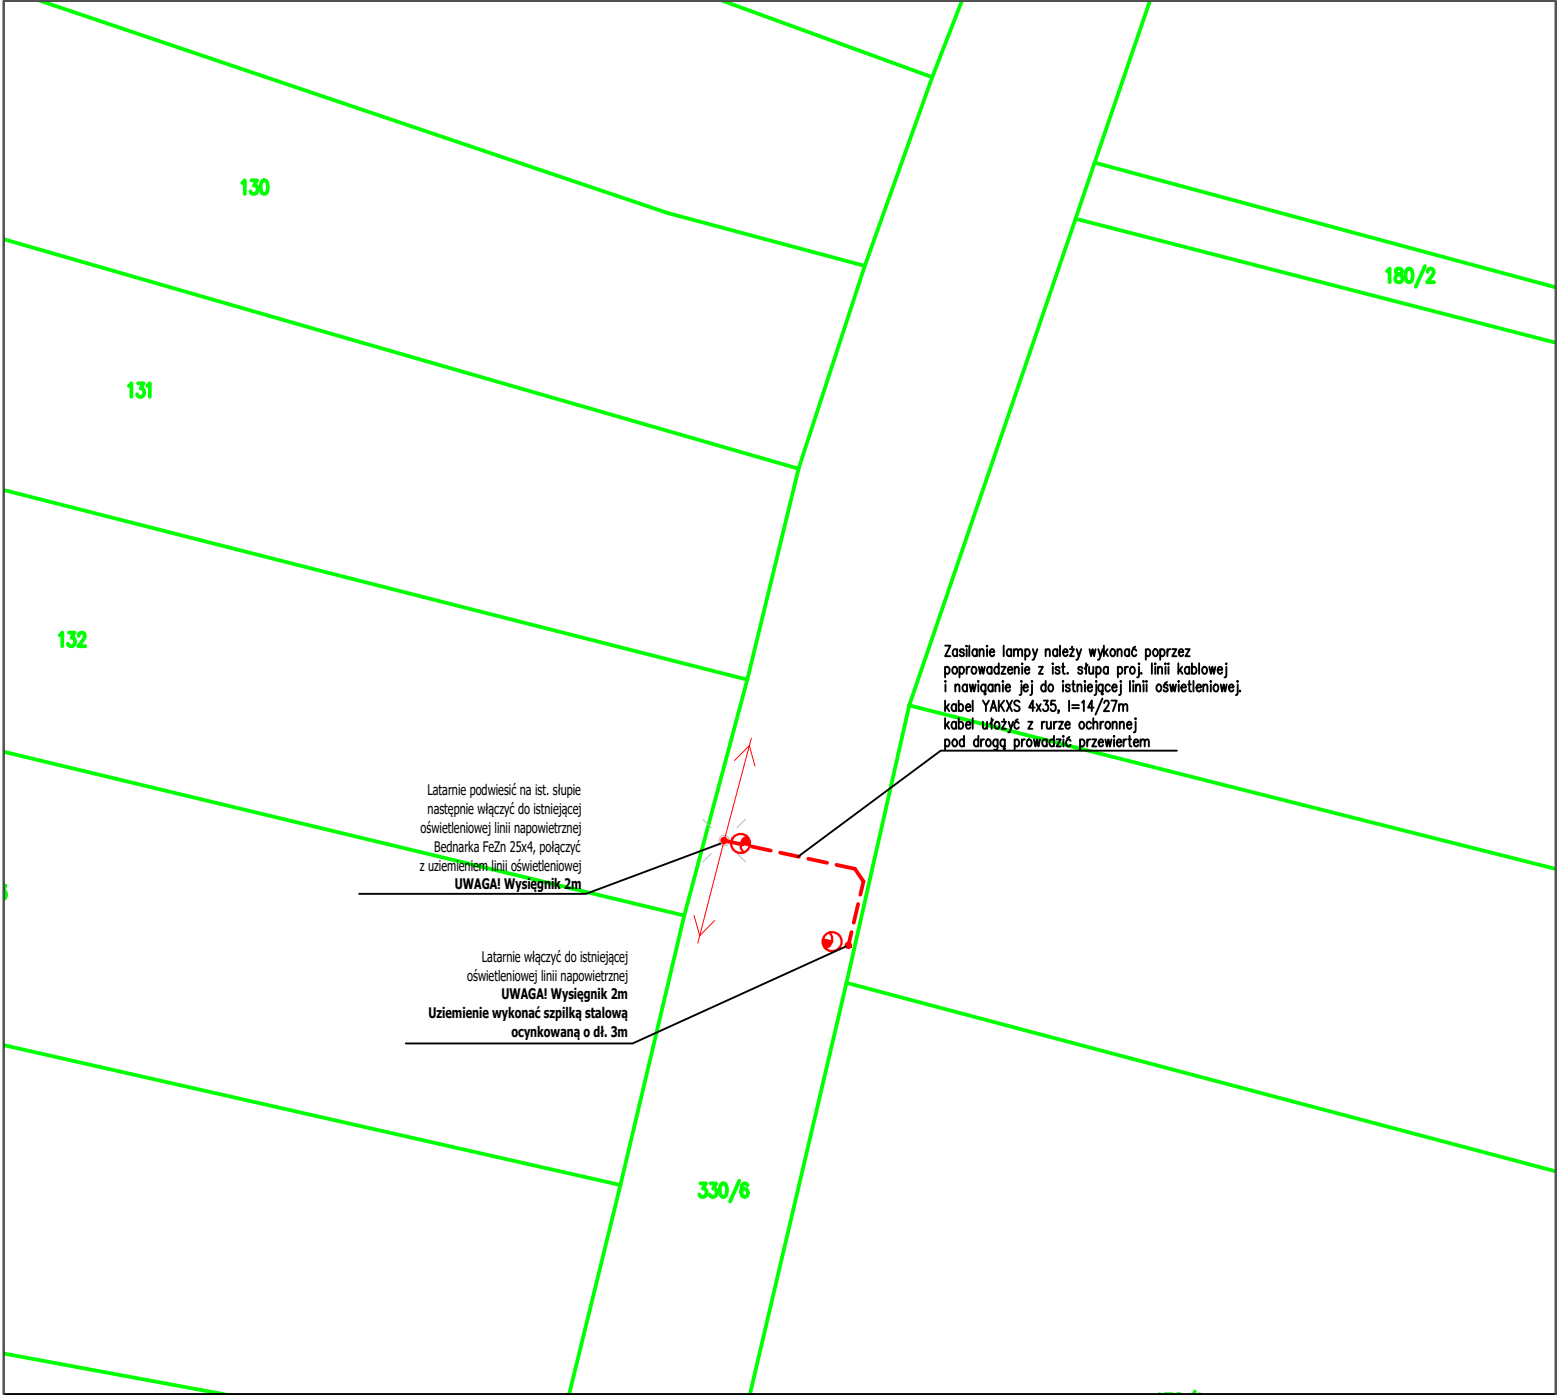 130
180/2
131
132
Zasilanie lampy należy wykonać poprzez
poprowadzenie z ist. słupa proj. linii kablowej
i nawiąanie jej do istniejącej linii oświetleniowej.
kabel YAKXS 4x35, l=14/27m
kabel ułożyć z rurze ochronnej
pod drogą prowadzić przewiertem
Latarnie podwiesić na ist. słupie
następnie włączyć do istniejącej
oświetleniowej linii napowietrznej
Bednarka FeZn 25x4, połączyć
z uziemieniem linii oświetleniowej
UWAGA! Wysięgnik 2m
Latarnie włączyć do istniejącej
oświetleniowej linii napowietrznej
UWAGA! Wysięgnik 2m
Uziemienie wykonać szpilką stalową
ocynkowaną o dł. 3m
330/6